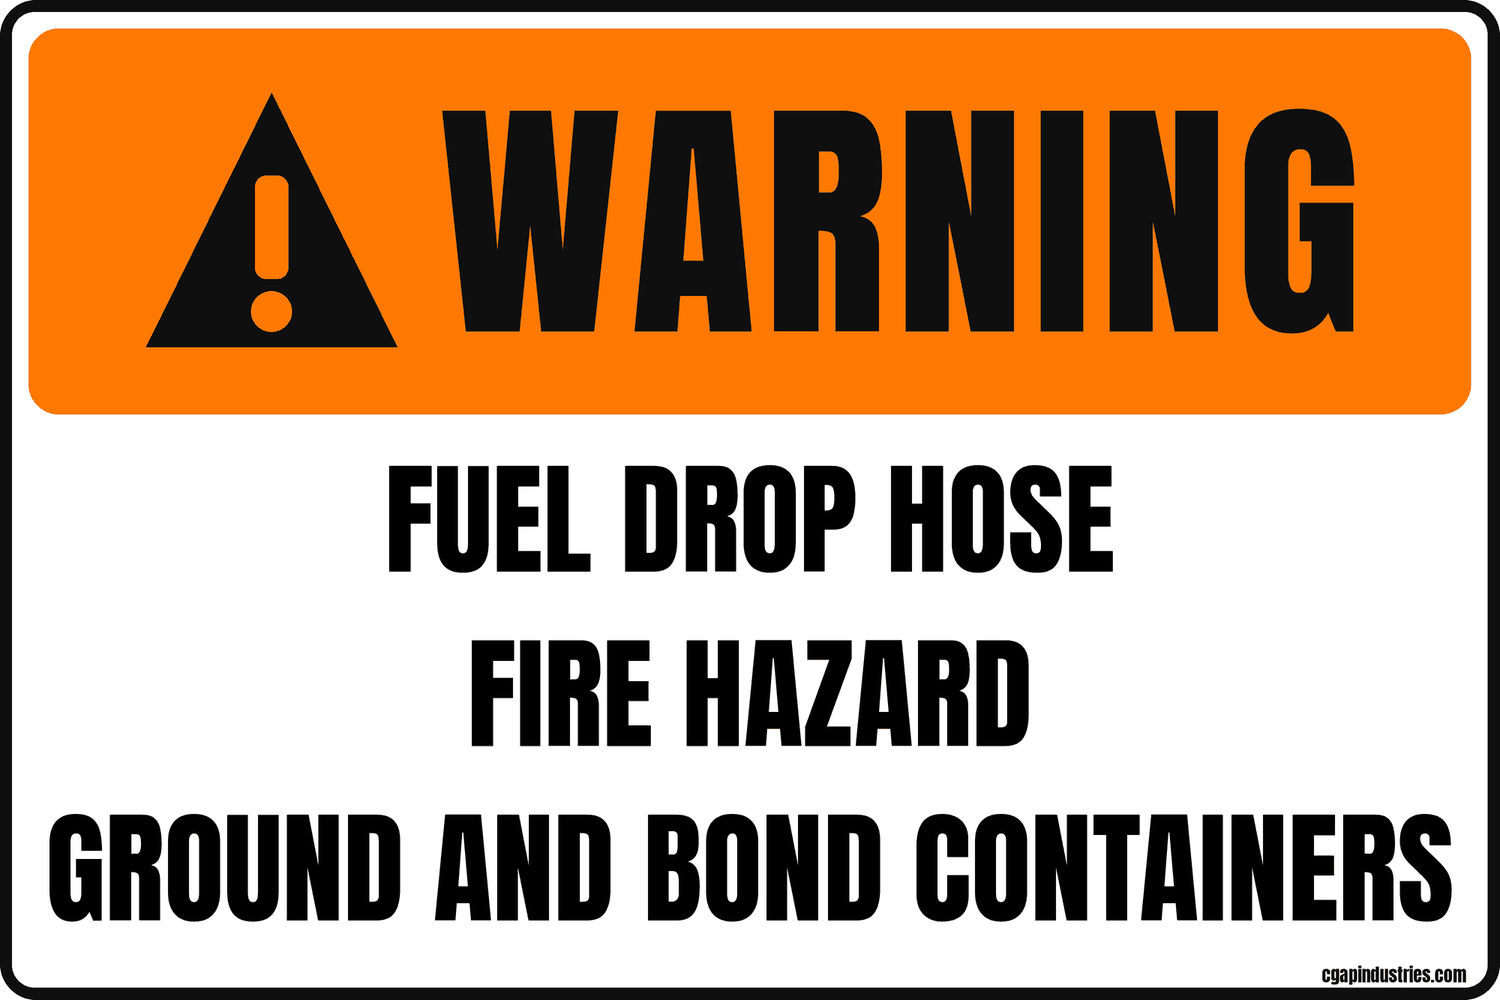 WARNING
FUEL DROP HOSE
FIRE HAZARD
GROUND AND BOND CONTAINERS
cgapindustries.com